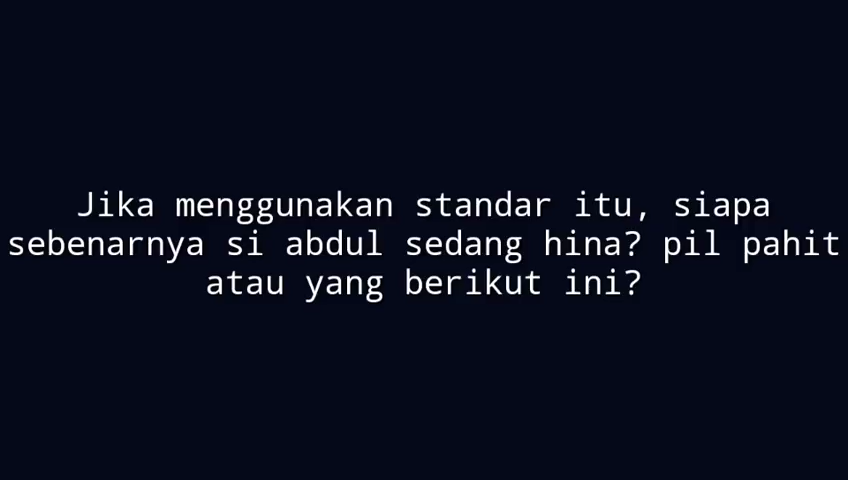 Jika menggunakan standar itu, siapa
sebenarnya si abdul sedang hina? pil pahit
atau yang berikut ini?